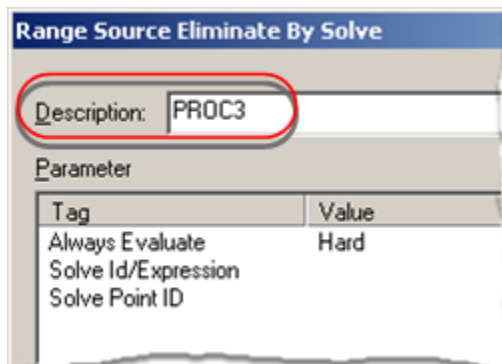 Range Source Eliminate By Solve
Description: PROC3
Parameter
Tag Value
Always Evaluate Hard
Solve Id/Expression
Solve Point ID